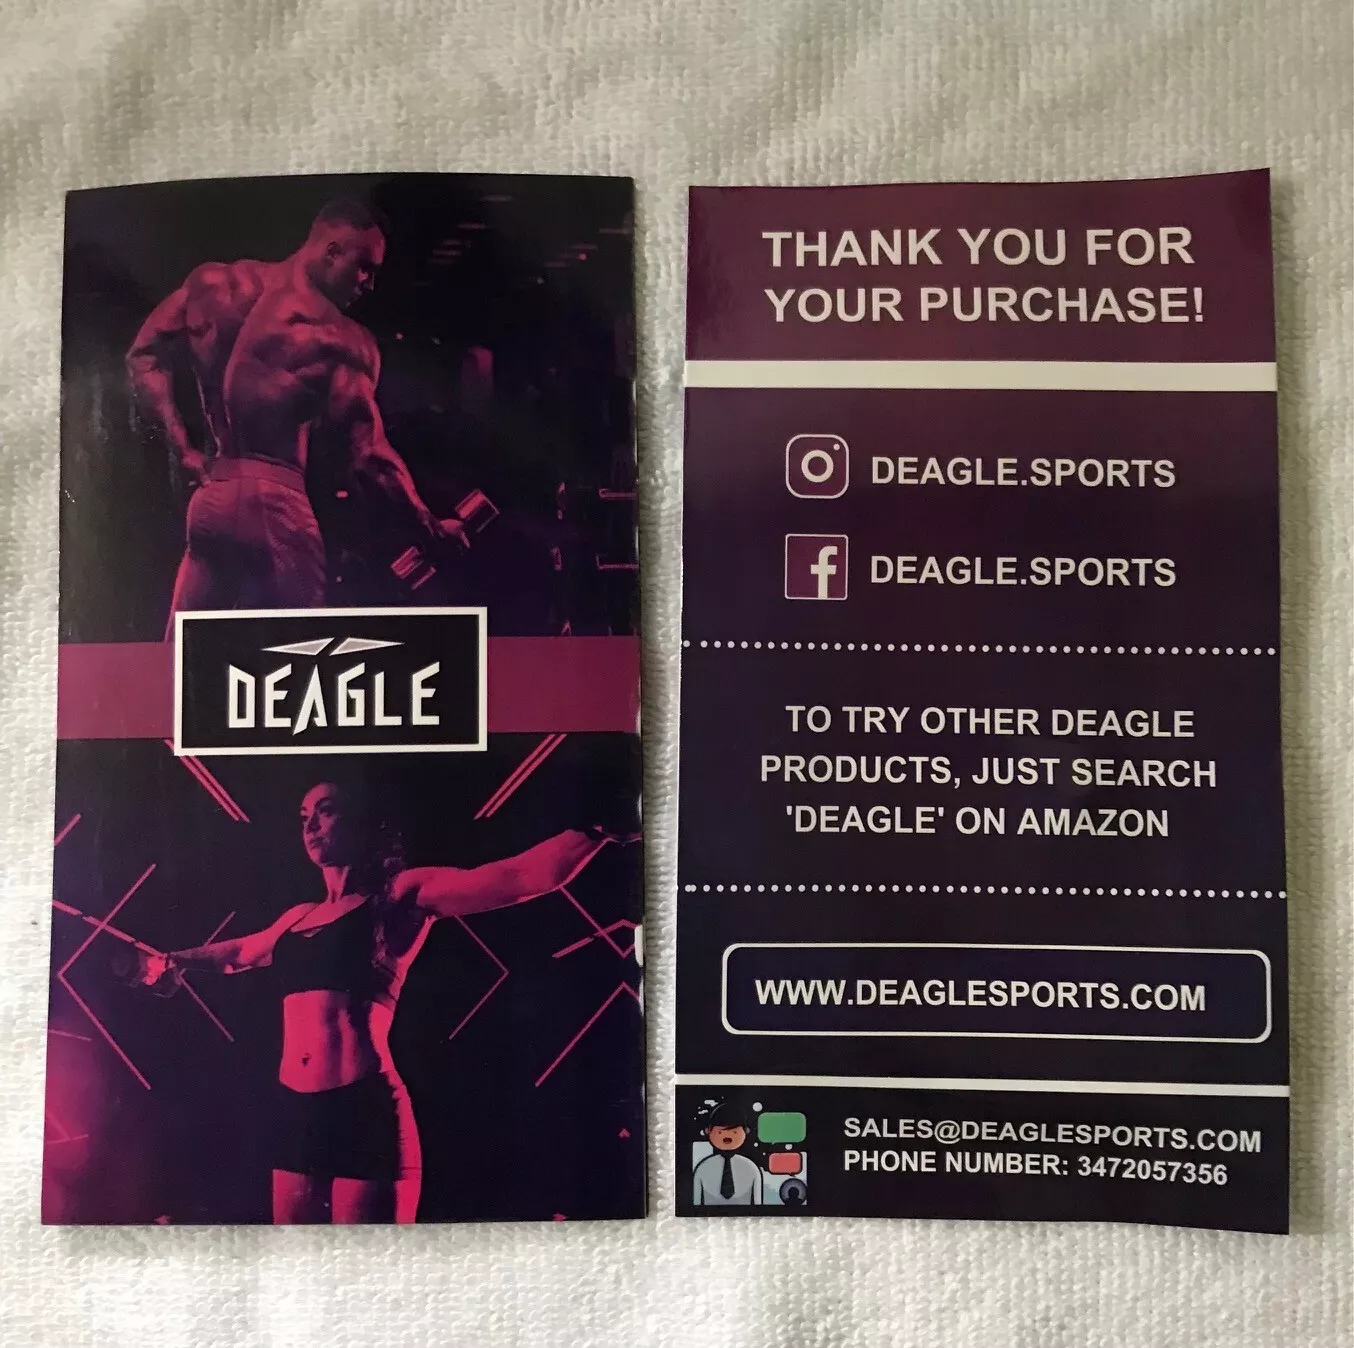 DEAGLE
THANK YOU FOR
YOUR PURCHASE!
DEAGLE.SPORTS
f DEAGLE.SPORTS
TO TRY OTHER DEAGLE
PRODUCTS, JUST SEARCH
'DEAGLE' ON AMAZON
WWW.DEAGLESPORTS.COM
SALES@DEAGLESPORTS.COM
PHONE NUMBER: 3472057356